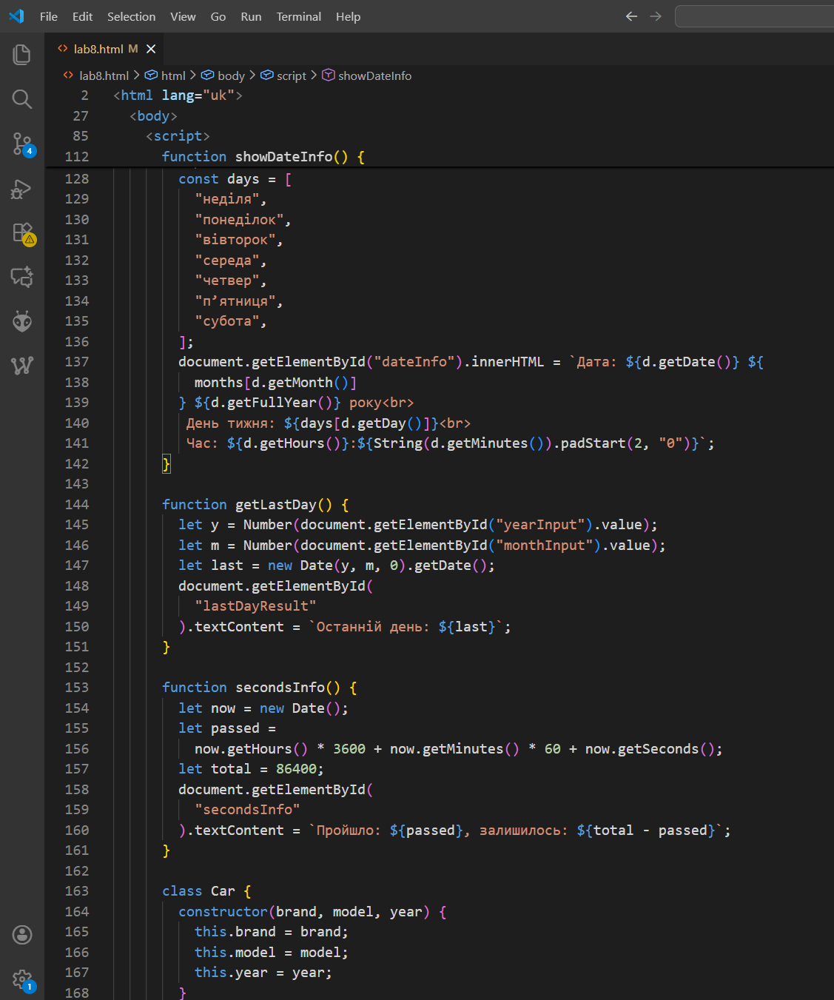 File Edit Selection View Go Run Terminal Help
lab8.html M
lab8.html > html > body > script > showDateInfo
2 <html lang="uk">
27 <body>
85 <script>
112 function showDateInfo() {
128 const days = [
129 "неділя",
130 "понеділок",
131 "вівторок",
132 "середа",
133 "четвер",
134 "п’ятниця",
135 "субота",
136 ];
137 document.getElementById("dateInfo").innerHTML = `Дата: ${d.getDate()} ${
138 months[d.getMonth()]
139 } ${d.getFullYear()} року<br>
140 День тижня: ${days[d.getDay()]}<br>
141 Час: ${d.getHours()}:${String(d.getMinutes()).padStart(2, "0")}`;
142 }
143
144 function getLastDay() {
145 let y = Number(document.getElementById("yearInput").value);
146 let m = Number(document.getElementById("monthInput").value);
147 let last = new Date(y, m, 0).getDate();
148 document.getElementById(
149 "lastDayResult"
150 ).textContent = `Останній день: ${last}`;
151 }
152
153 function secondsInfo() {
154 let now = new Date();
155 let passed =
156 now.getHours() * 3600 + now.getMinutes() * 60 + now.getSeconds();
157 let total = 86400;
158 document.getElementById(
159 "secondsInfo"
160 ).textContent = `Пройшло: ${passed}, залишилось: ${total - passed}`;
161 }
162
163 class Car {
164 constructor(brand, model, year) {
165 this.brand = brand;
166 this.model = model;
167 this.year = year;
168 }
4
1